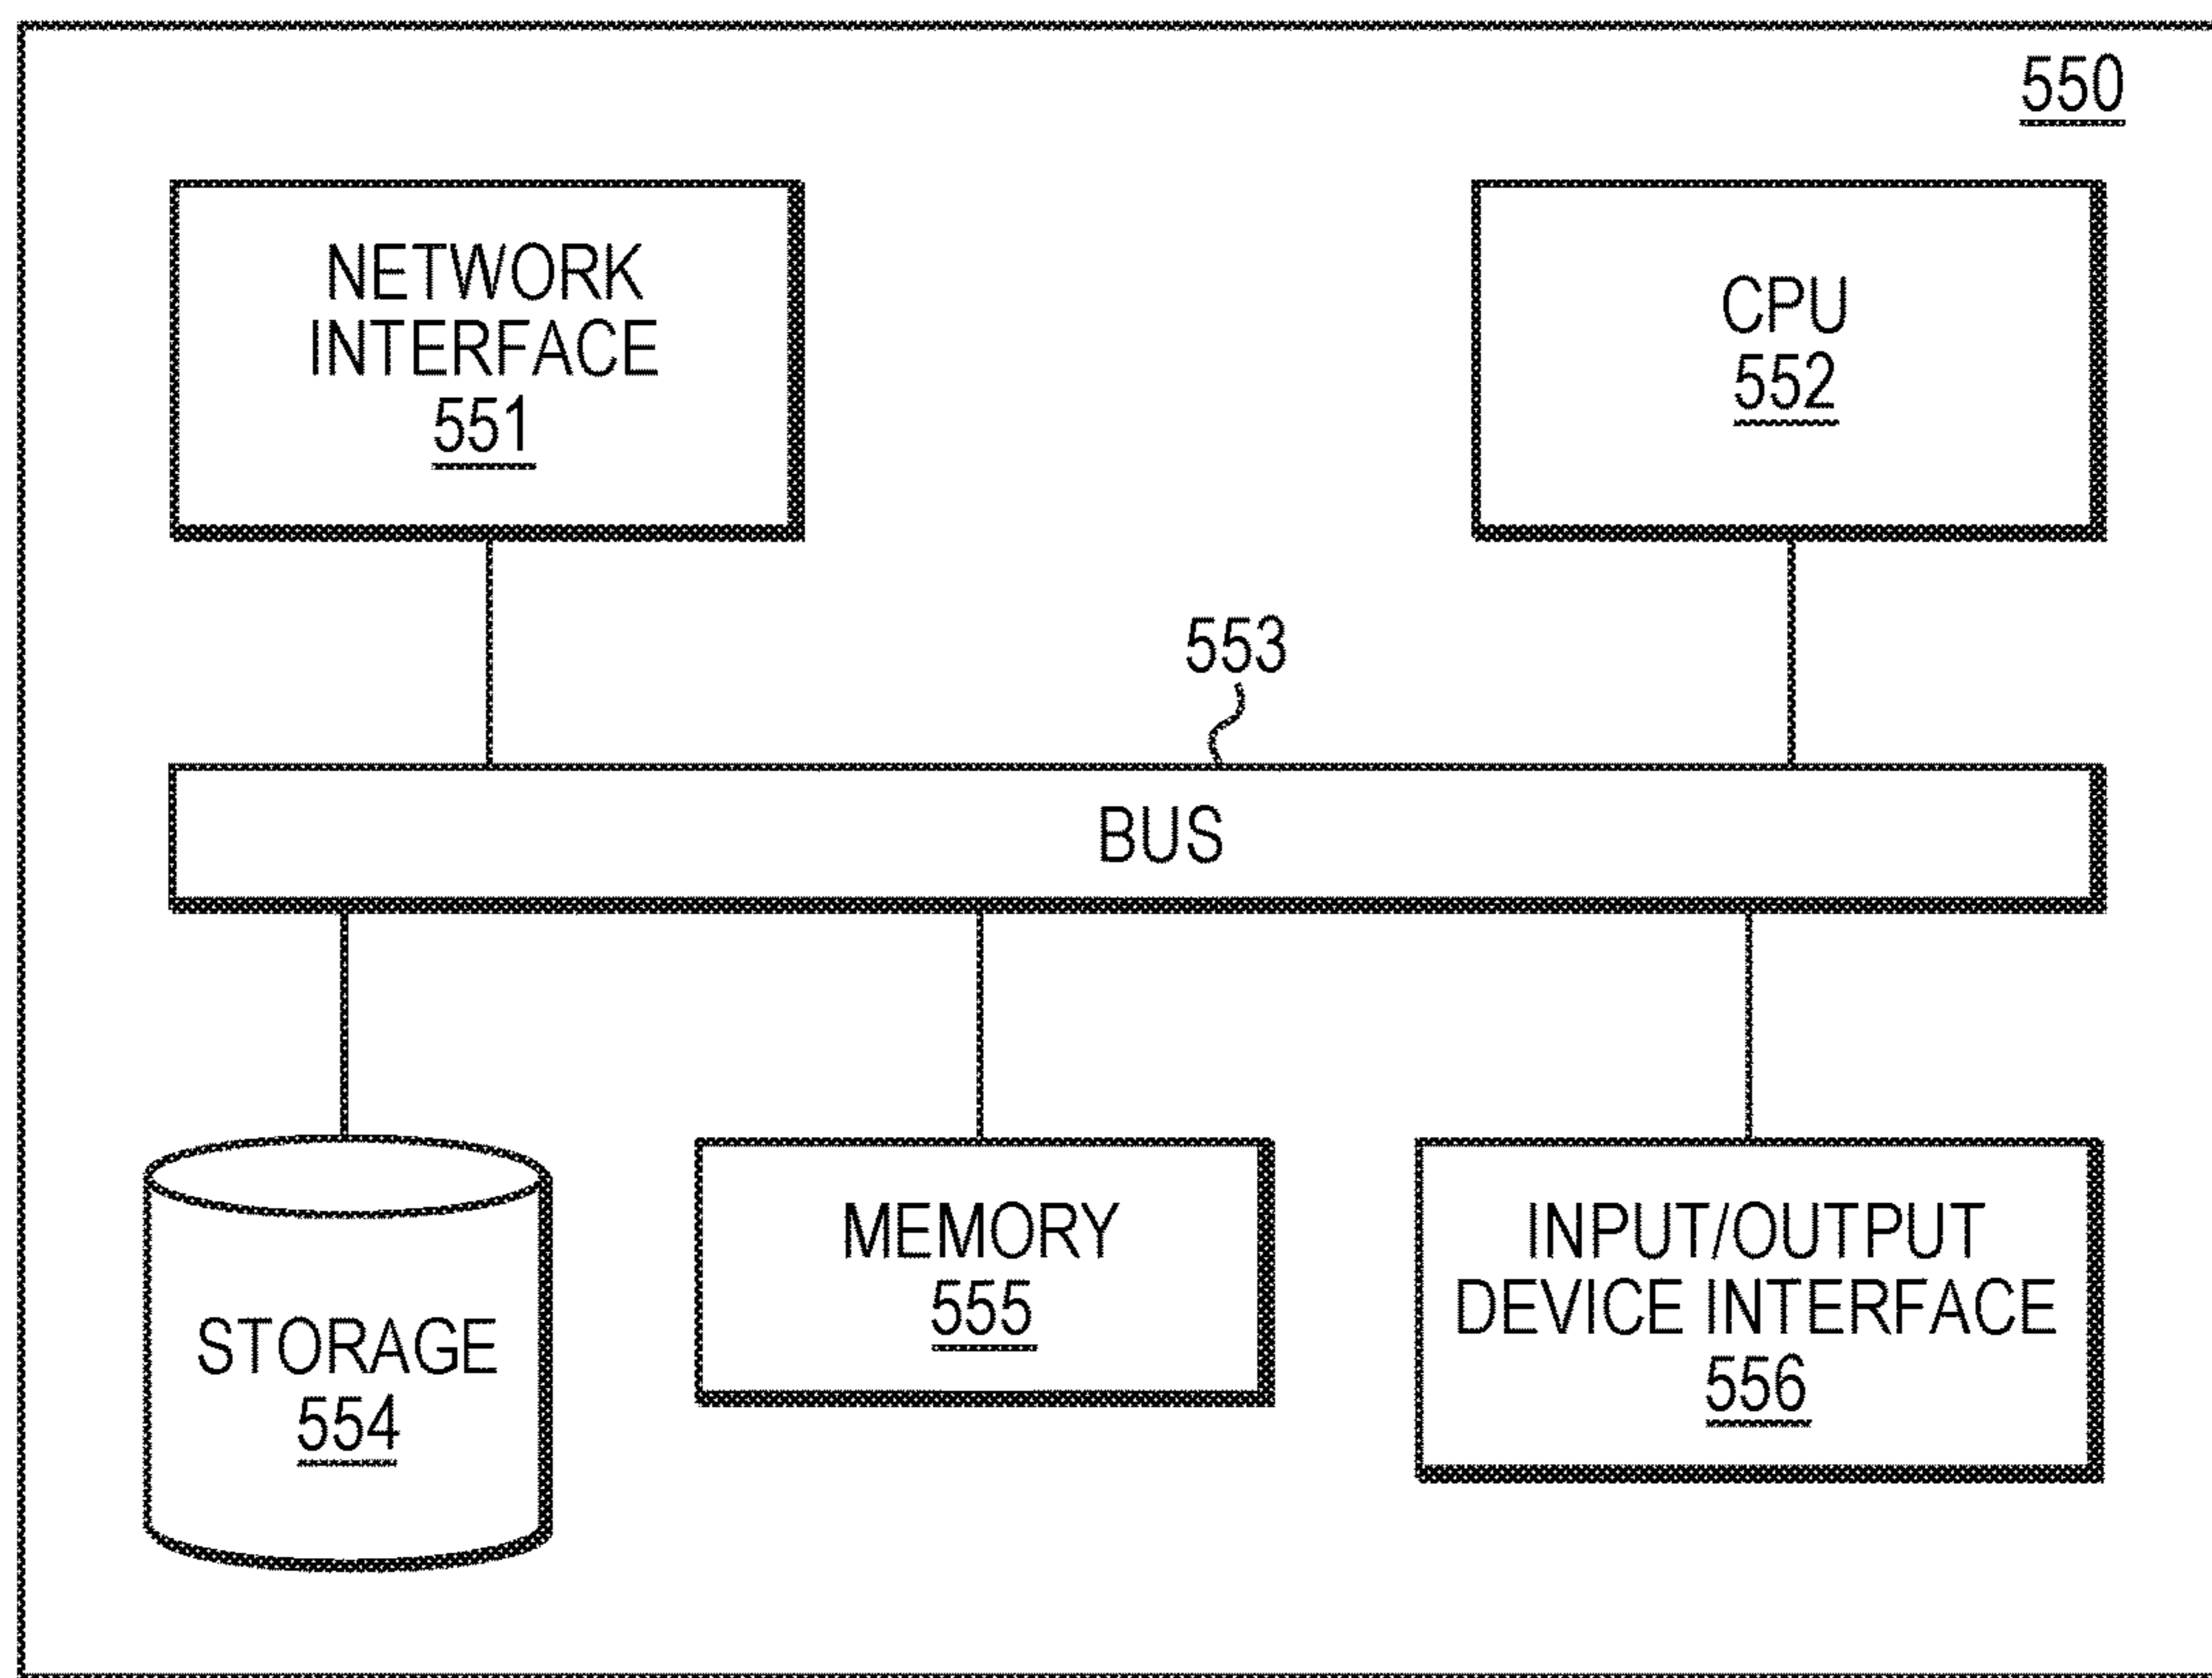 550
NETWORK
INTERFACE
551
CPU
552
553
BUS
STORAGE
554
MEMORY
555
INPUT/OUTPUT
DEVICE INTERFACE
556